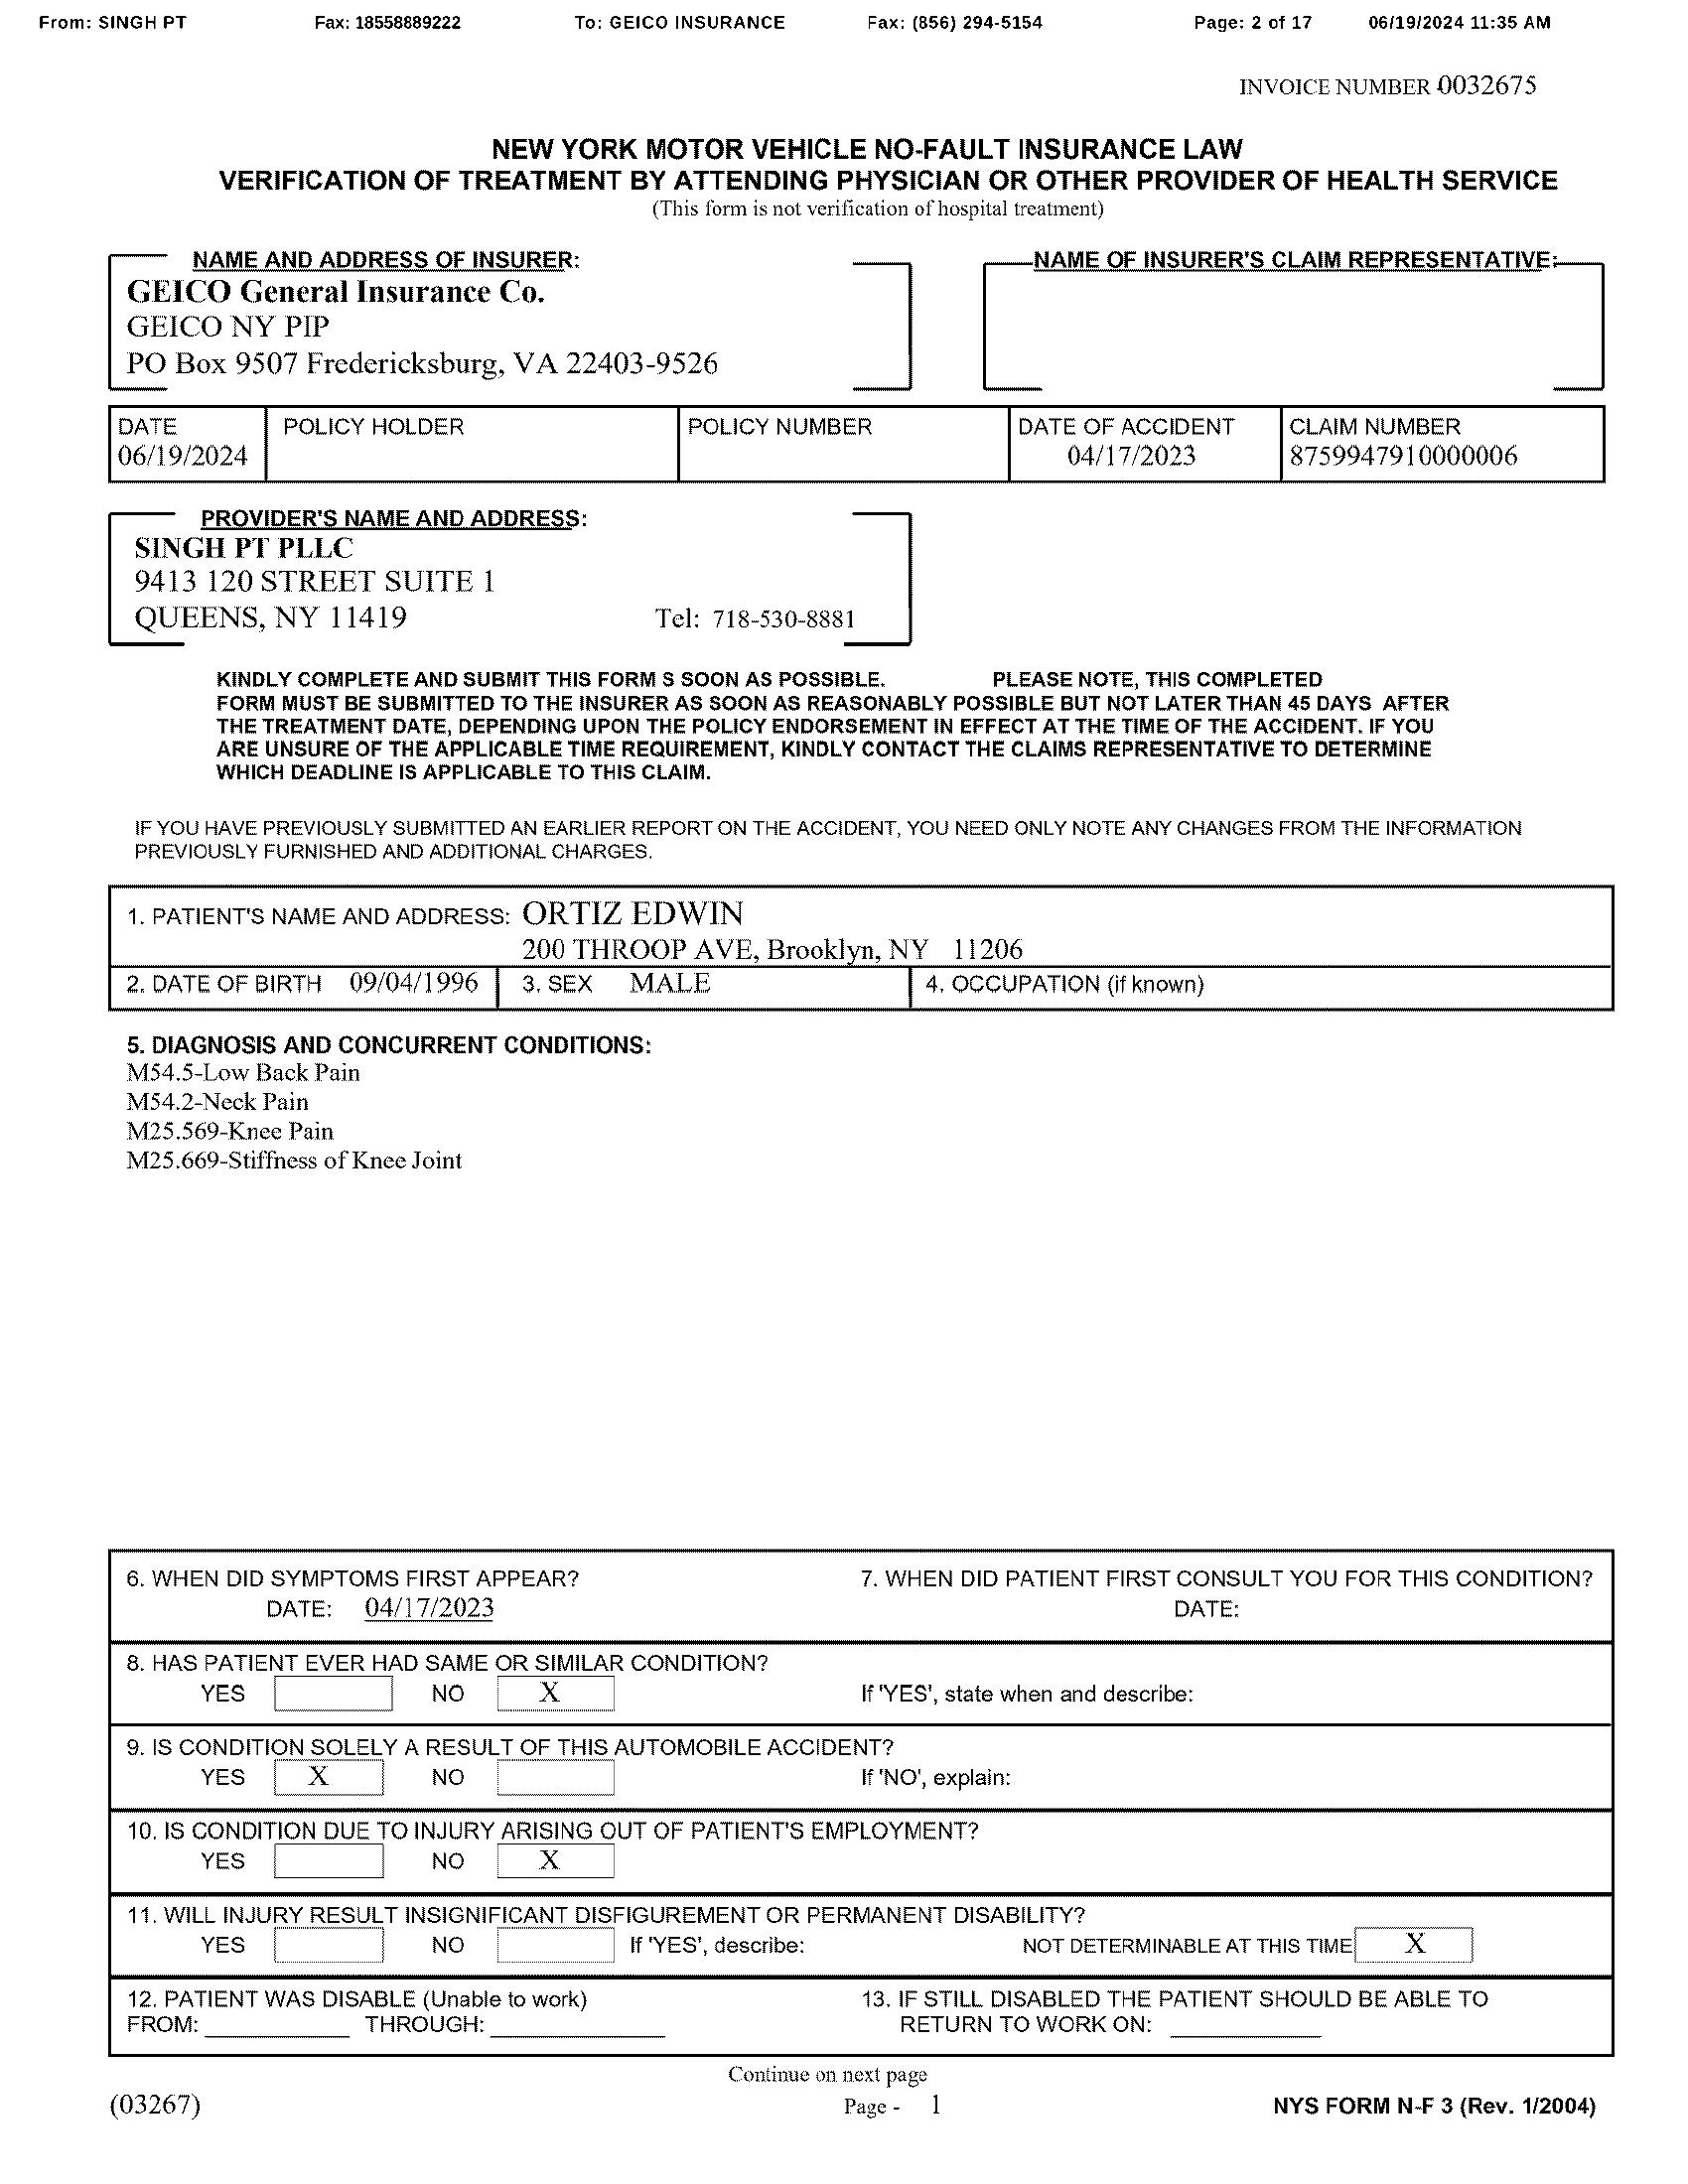 From: SINGH PT Fax: 18558889222 To: GEICO INSURANCE Fax: (856) 294-5154 Page: 2 of 17 06/19/2024 11:35 AM
INVOICE NUMBER 0032675
NEW YORK MOTOR VEHICLE NO-FAULT INSURANCE LAW
VERIFICATION OF TREATMENT BY ATTENDING PHYSICIAN OR OTHER PROVIDER OF HEALTH SERVICE
(This form is not verification of hospital treatment)
NAME AND ADDRESS OF INSURER: NAME OF INSURER'S CLAIM REPRESENTATIVE:
GEICO General Insurance Co.
GEICO NY PIP
PO Box 9507 Fredericksburg, VA 22403-9526
DATE POLICY HOLDER POLICY NUMBER DATE OF ACCIDENT CLAIM NUMBER
06/19/2024 04/17/2023 8759947910000006
PROVIDER'S NAME AND ADDRESS:
SINGH PT PLLC
9413 120 STREET SUITE 1
QUEENS, NY 11419 Tel: 718-530-8881
KINDLY COMPLETE AND SUBMIT THIS FORM S SOON AS POSSIBLE. PLEASE NOTE, THIS COMPLETED
FORM MUST BE SUBMITTED TO THE INSURER AS SOON AS REASONABLY POSSIBLE BUT NOT LATER THAN 45 DAYS AFTER
THE TREATMENT DATE, DEPENDING UPON THE POLICY ENDORSEMENT IN EFFECT AT THE TIME OF THE ACCIDENT. IF YOU
ARE UNSURE OF THE APPLICABLE TIME REQUIREMENT, KINDLY CONTACT THE CLAIMS REPRESENTATIVE TO DETERMINE
WHICH DEADLINE IS APPLICABLE TO THIS CLAIM.
IF YOU HAVE PREVIOUSLY SUBMITTED AN EARLIER REPORT ON THE ACCIDENT, YOU NEED ONLY NOTE ANY CHANGES FROM THE INFORMATION
PREVIOUSLY FURNISHED AND ADDITIONAL CHARGES.
1. PATIENT'S NAME AND ADDRESS: ORTIZ EDWIN
200 THROOP AVE, Brooklyn, NY 11206
2. DATE OF BIRTH 09/04/1996 3. SEX MALE 4. OCCUPATION (if known)
5. DIAGNOSIS AND CONCURRENT CONDITIONS:
M54.5-Low Back Pain
M54.2-Neck Pain
M25.569-Knee Pain
M25.669-Stiffness of Knee Joint
6. WHEN DID SYMPTOMS FIRST APPEAR? 7. WHEN DID PATIENT FIRST CONSULT YOU FOR THIS CONDITION?
DATE: 04/17/2023 DATE:
8. HAS PATIENT EVER HAD SAME OR SIMILAR CONDITION?
YES NO X If 'YES', state when and describe:
9. IS CONDITION SOLELY A RESULT OF THIS AUTOMOBILE ACCIDENT?
YES X NO If 'NO', explain:
10. IS CONDITION DUE TO INJURY ARISING OUT OF PATIENT'S EMPLOYMENT?
YES NO X
11. WILL INJURY RESULT INSIGNIFICANT DISFIGUREMENT OR PERMANENT DISABILITY?
YES NO If 'YES', describe: NOT DETERMINABLE AT THIS TIME X
12. PATIENT WAS DISABLE (Unable to work) 13. IF STILL DISABLED THE PATIENT SHOULD BE ABLE TO
FROM: THROUGH: RETURN TO WORK ON:
Continue on next page
(03267) Page - 1 NYS FORM N-F 3 (Rev. 1/2004)